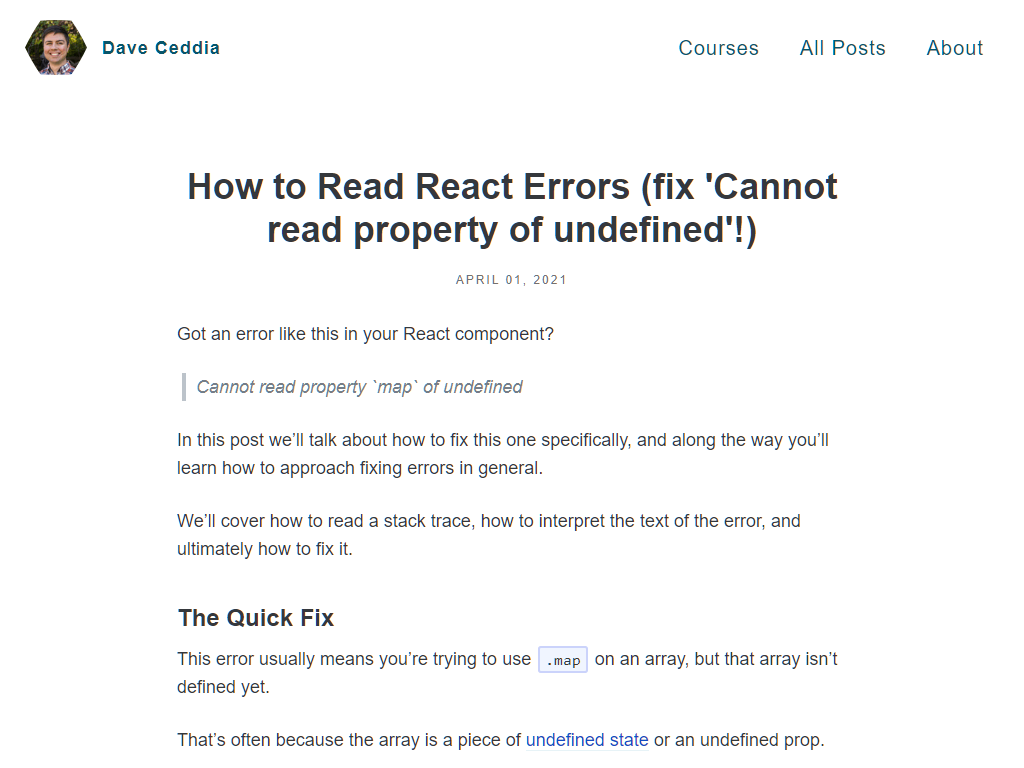 Dave Ceddia
Courses
All Posts
About
How to Read React Errors (fix 'Cannot
read property of undefined'!)
APRIL 01, 2021
Got an error like this in your React component?
Cannot read property `map` of undefined
In this post we’ll talk about how to fix this one specifically, and along the way you’ll
learn how to approach fixing errors in general.
We’ll cover how to read a stack trace, how to interpret the text of the error, and
ultimately how to fix it.
The Quick Fix
This error usually means you’re trying to use .map on an array, but that array isn’t
defined yet.
That’s often because the array is a piece of undefined state or an undefined prop.